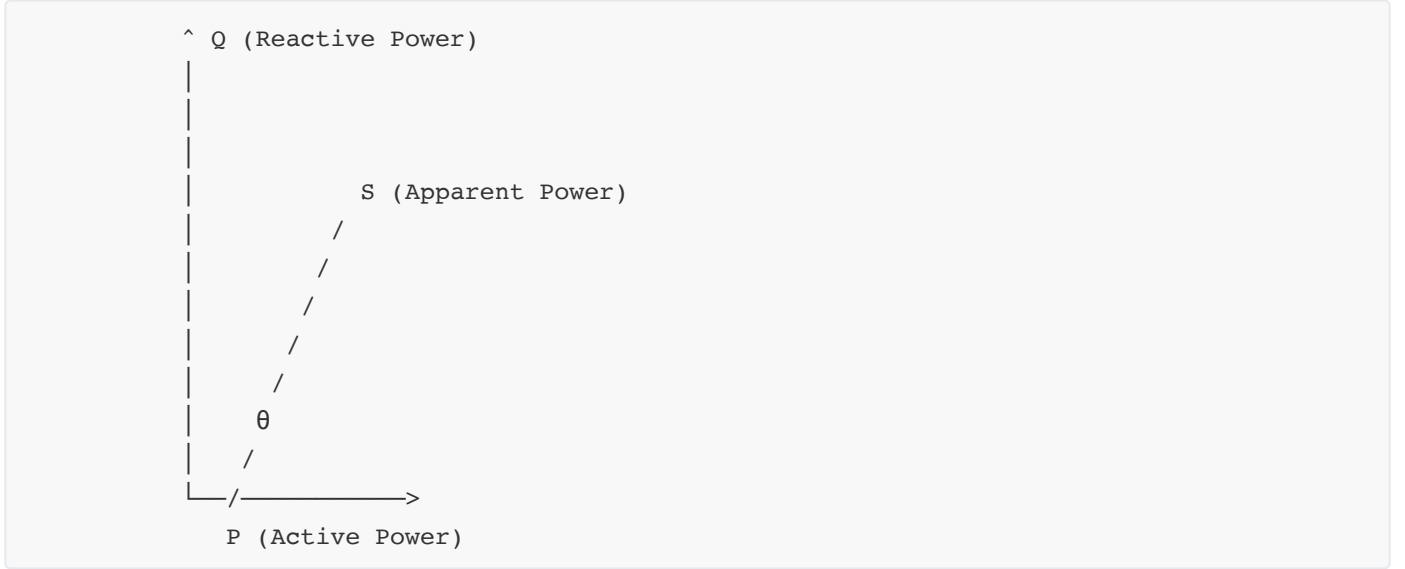 ^ Q (Reactive Power)
S (Apparent Power)
θ
P (Active Power)